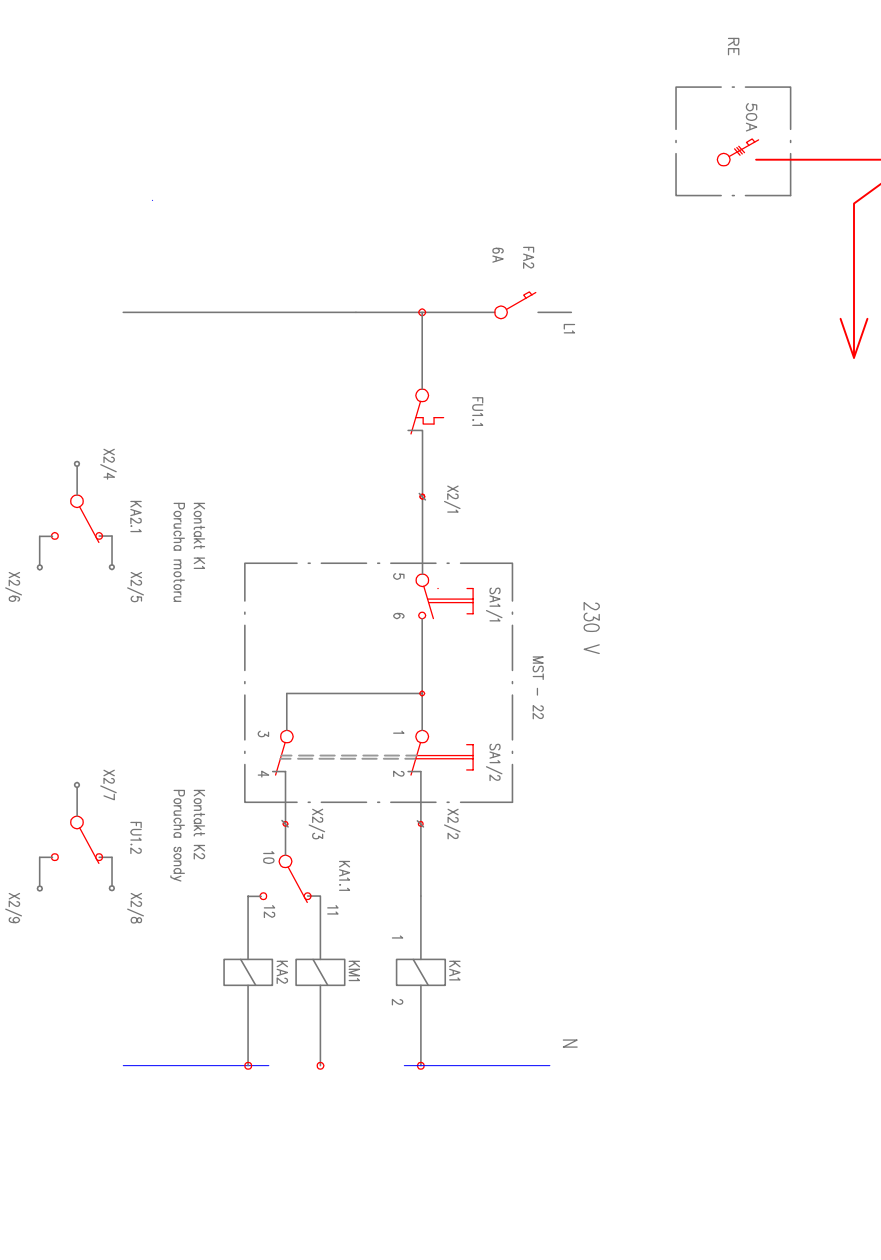 RE
50A
FA2
6A
L1
FU1.1
X2/1
230 V
MST - 22
SA1/1
5
6
SA1/2
1
2
3
4
X2/2
X2/3
KA1.1
10
11
12
1
2
KA1
KM1
KA2
N
Kontakt K1
Porucha motoru
X2/4
KA2.1
X2/5
X2/6
Kontakt K2
Porucha sondy
X2/7
FU1.2
X2/8
X2/9